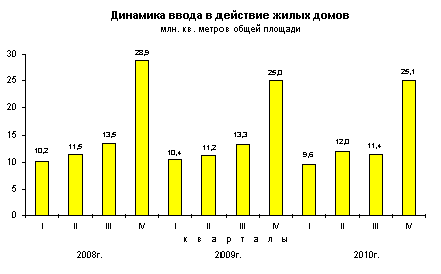 Динамика ввода в действие жилых домов
млн. кв. метров общей площади
30
25
20
15
10
5
0
10,2 11,5 13,5 28,9 10,4 11,2 13,3 25,0 9,6 12,0 11,4 25,1
I II III IV I II III IV I II III IV
к в а р т а л ы
2008г. 2009г. 2010г.